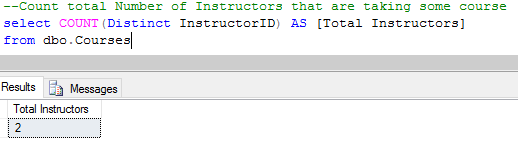 --Count total Number of Instructors that are taking some course
select COUNT(Distinct InstructorID) AS [Total Instructors]
from dbo.Courses
Results Messages
Total Instructors
2